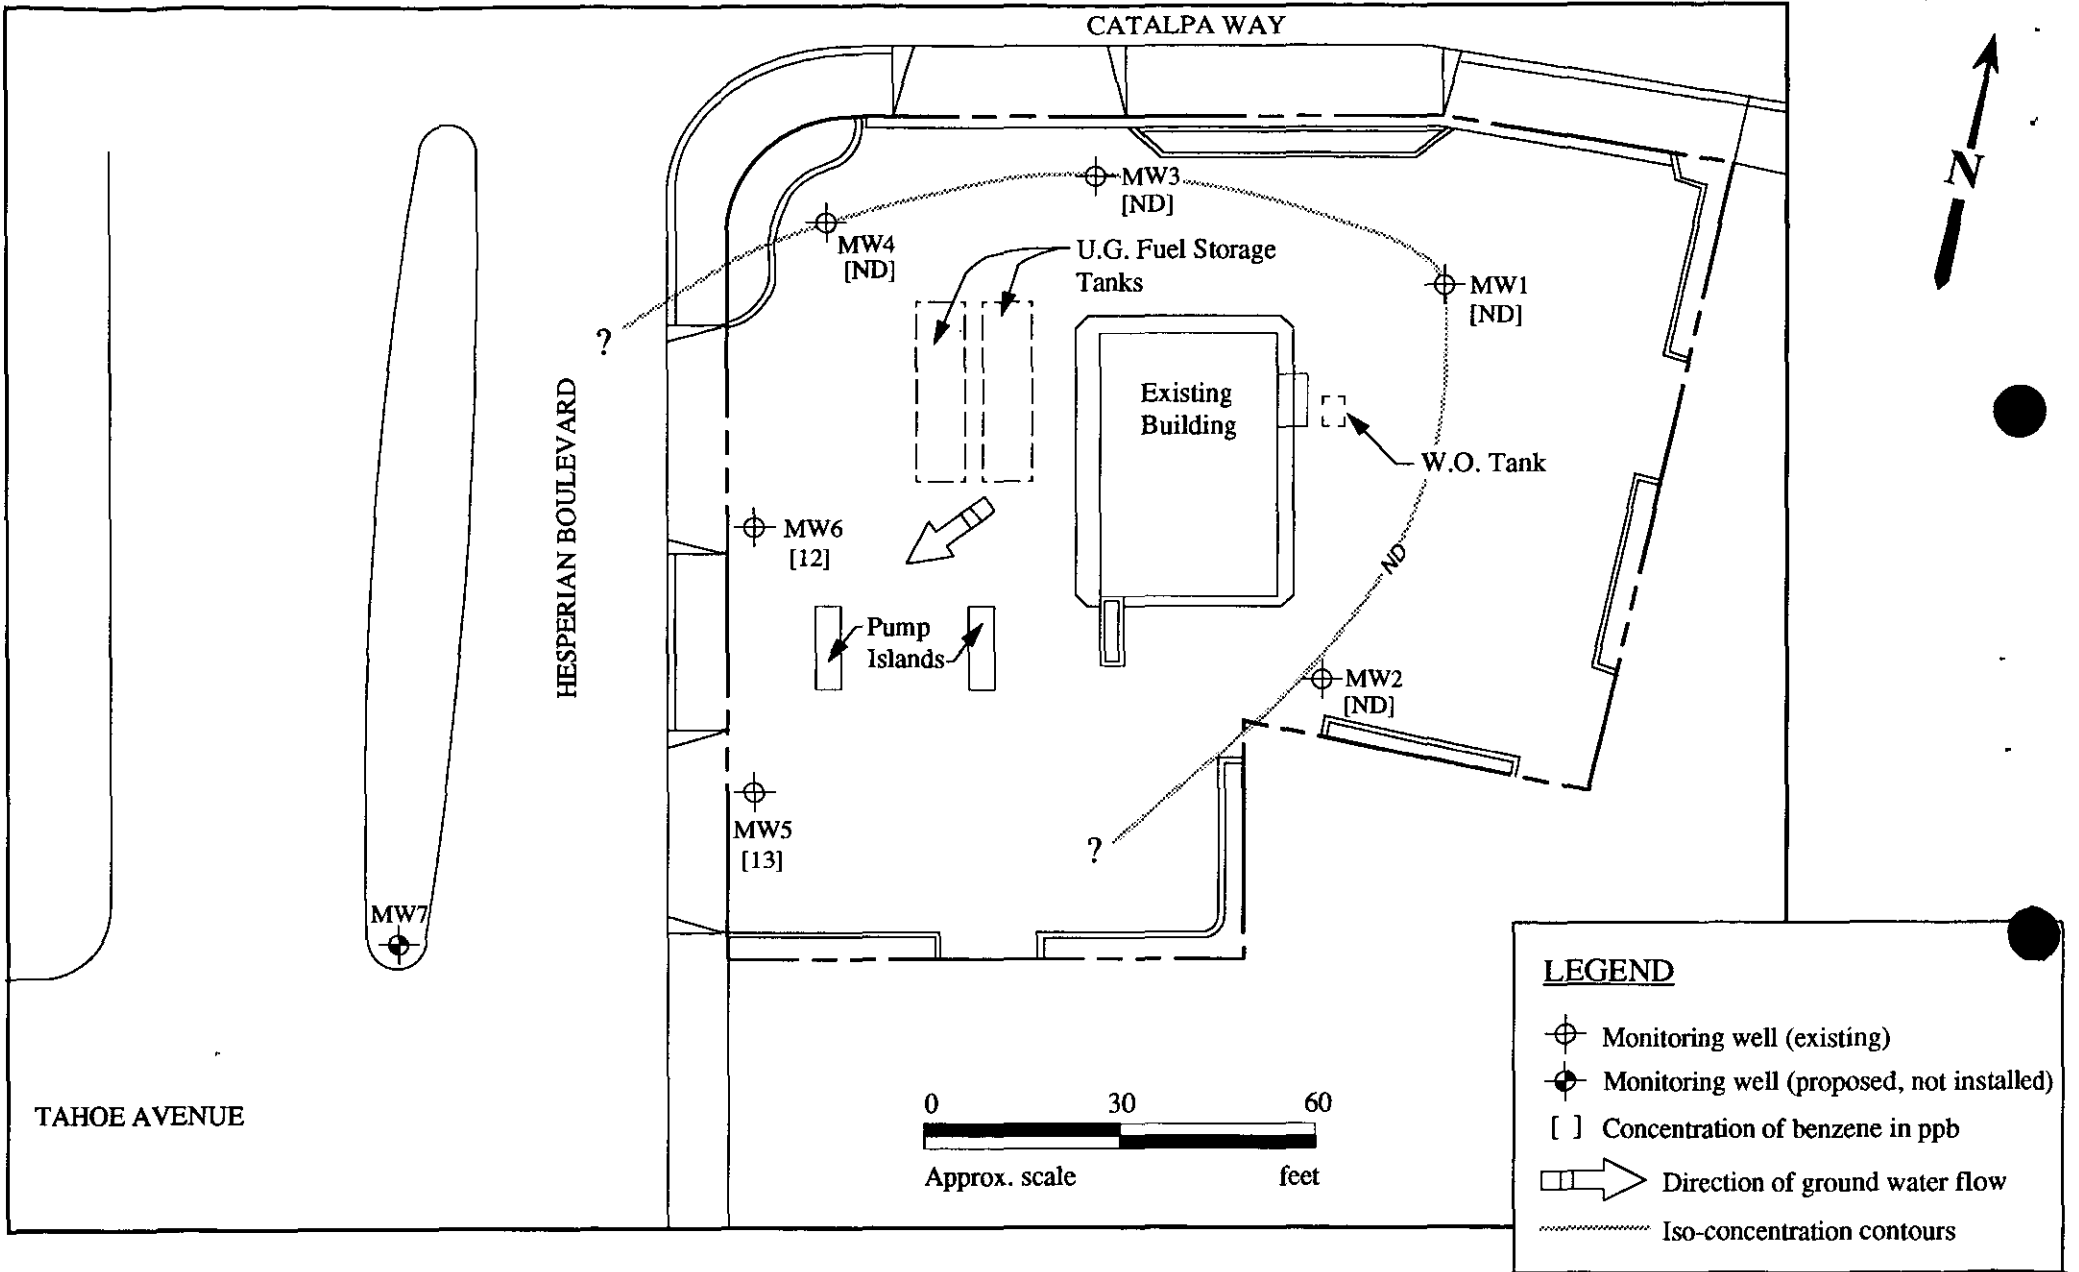 CATALPA WAY
N
MW3
[ND]
MW4
[ND]
U.G. Fuel Storage
Tanks
MW1
[ND]
?
Existing
Building
W.O. Tank
HESPERIAN BOULEVARD
MW6
[12]
ND
Pump
Islands
MW2
[ND]
MW5
[13]
?
MW7
TAHOE AVENUE
0 30 60
Approx. scale feet
LEGEND
Monitoring well (existing)
Monitoring well (proposed, not installed)
[ ] Concentration of benzene in ppb
Direction of ground water flow
Iso-concentration contours